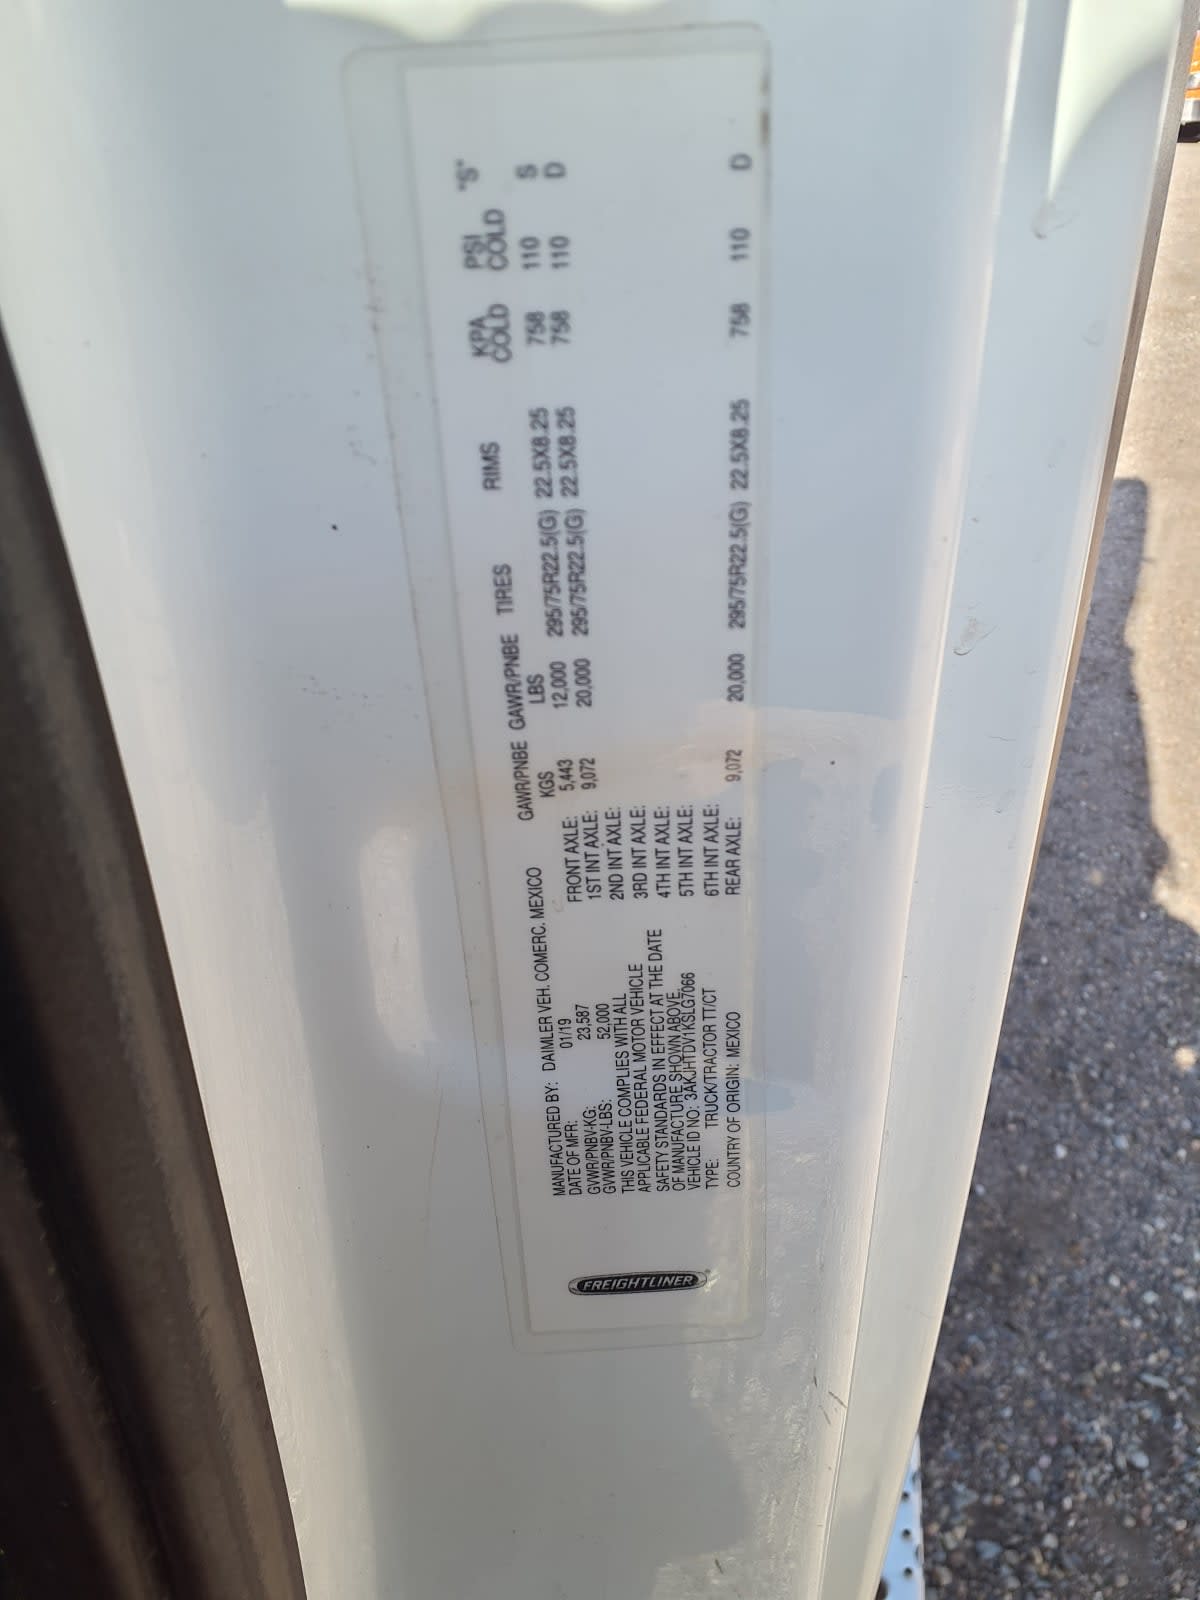 FREIGHTLINER
MANUFACTURED BY: DAIMLER VEH. COMERC. MEXICO
DATE OF MFR: 01/19
GVWR/PNBV-KG: 23,587
GVWR/PNBV-LBS: 52,000
THIS VEHICLE COMPLIES WITH ALL
APPLICABLE FEDERAL MOTOR VEHICLE
SAFETY STANDARDS IN EFFECT AT THE DATE
OF MANUFACTURE SHOWN ABOVE.
VEHICLE ID NO: 3AKJHTDV1KSLG7066
TYPE: TRUCK/TRACTOR TT/CT
COUNTRY OF ORIGIN: MEXICO
GAWR/PNBE GAWR/PNBE TIRES RIMS KPA PSI "S"
KGS LBS COLD COLD
FRONT AXLE: 5,443 12,000 295/75R22.5(G) 22.5X8.25 758 110 S
1ST INT AXLE: 9,072 20,000 295/75R22.5(G) 22.5X8.25 758 110 D
2ND INT AXLE:
3RD INT AXLE:
4TH INT AXLE:
5TH INT AXLE:
6TH INT AXLE:
REAR AXLE: 9,072 20,000 295/75R22.5(G) 22.5X8.25 758 110 D